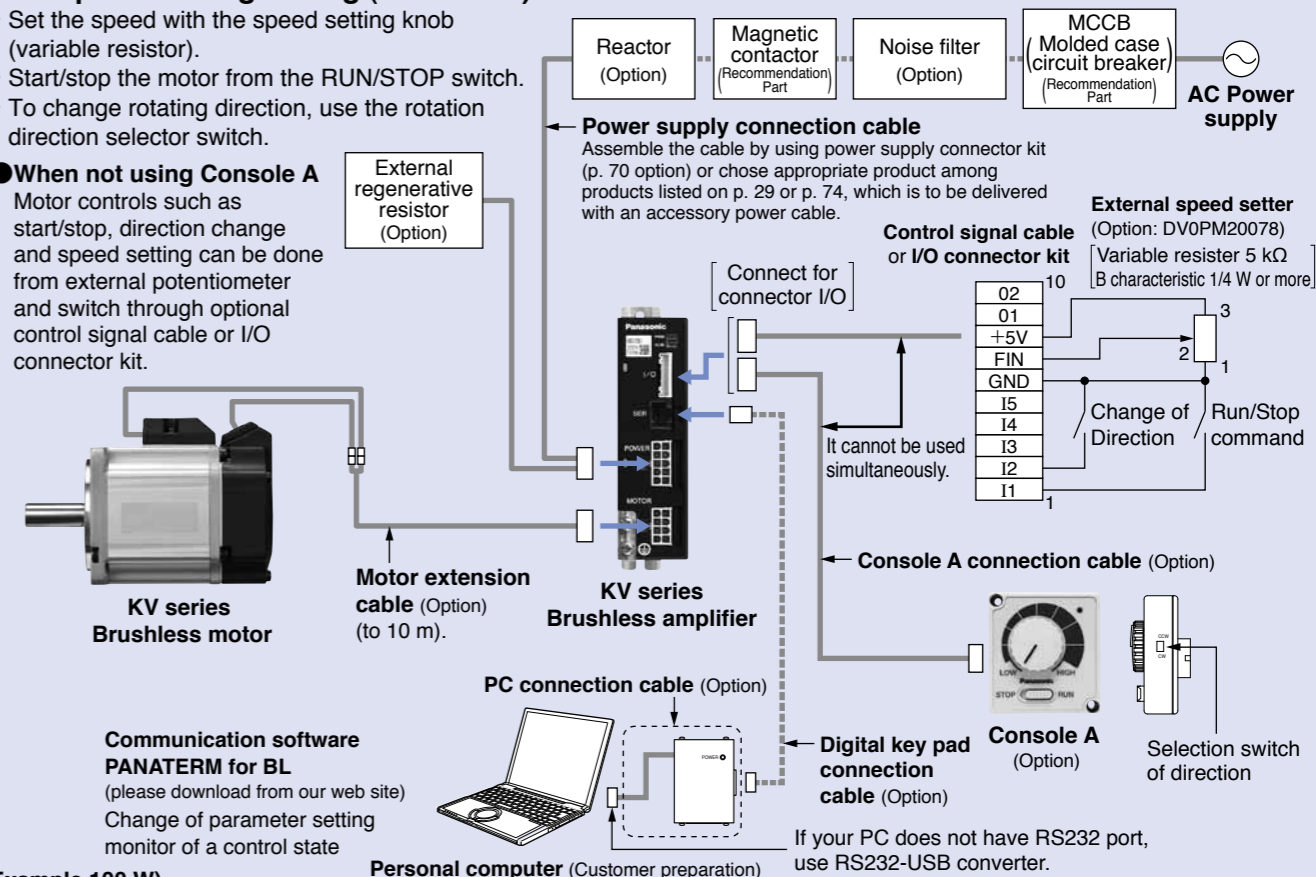 Set the speed with the speed setting knob
(variable resistor).
Start/stop the motor from the RUN/STOP switch.
To change rotating direction, use the rotation
direction selector switch.
●When not using Console A
Motor controls such as
start/stop, direction change
and speed setting can be done
from external potentiometer
and switch through optional
control signal cable or I/O
connector kit.
Reactor
(Option)
Magnetic
contactor
(Recommendation
Part)
Noise filter
(Option)
MCCB
(Molded case
circuit breaker)
(Recommendation
Part)
AC Power
supply
Power supply connection cable
Assemble the cable by using power supply connector kit
(p. 70 option) or chose appropriate product among
products listed on p. 29 or p. 74, which is to be delivered
with an accessory power cable.
External
regenerative
resistor
(Option)
External speed setter
(Option: DV0PM20078)
[Variable resister 5 kΩ
B characteristic 1/4 W or more]
Control signal cable
or I/O connector kit
[Connect for
connector I/O]
10
02
01
+5V
FIN
GND
I5
I4
I3
I2
I1
1
3
2
1
Change of
Direction
Run/Stop
command
It cannot be used
simultaneously.
Panasonic
I/O
SER
POWER
MOTOR
KV series
Brushless motor
Motor extension
cable (Option)
(to 10 m).
KV series
Brushless amplifier
Console A connection cable (Option)
LOW
HIGH
Panasonic
STOP
RUN
CCW
CW
Console A
(Option)
Selection switch
of direction
PC connection cable (Option)
POWER
Digital key pad
connection
cable (Option)
Communication software
PANATERM for BL
(please download from our web site)
Change of parameter setting
monitor of a control state
Personal computer (Customer preparation)
If your PC does not have RS232 port,
use RS232-USB converter.